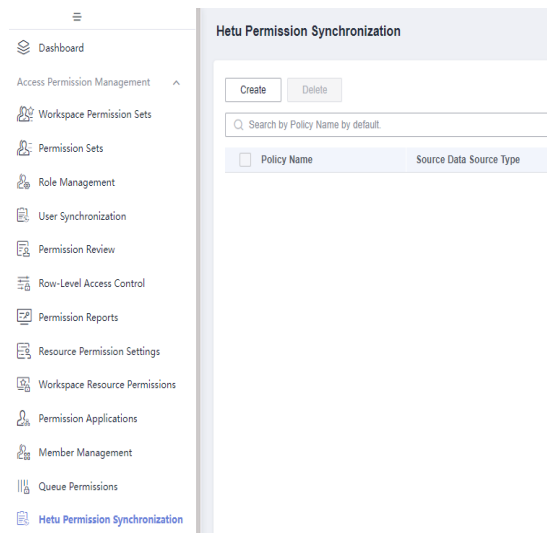 Dashboard
Access Permission Management
Workspace Permission Sets
Permission Sets
Role Management
User Synchronization
Permission Review
Row-Level Access Control
Permission Reports
Resource Permission Settings
Workspace Resource Permissions
Permission Applications
Member Management
Queue Permissions
Hetu Permission Synchronization
Hetu Permission Synchronization
Create Delete
Search by Policy Name by default.
Policy Name Source Data Source Type